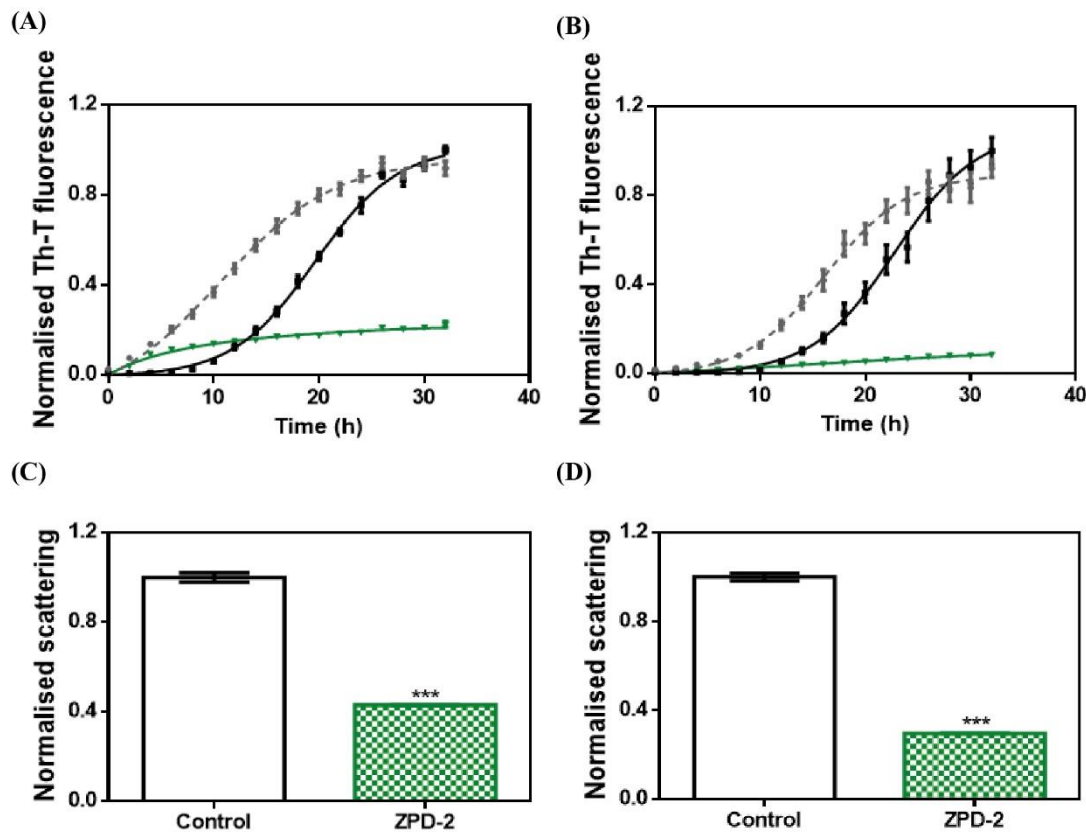 (A)
Normalised Th-T fluorescence
1.2
0.8
0.4
0.0
0 10 20 30 40
Time (h)
(B)
Normalised Th-T fluorescence
1.2
0.8
0.4
0.0
0 10 20 30 40
Time (h)
(C)
Normalised scattering
1.2
0.8
0.4
0.0
***
Control ZPD-2
(D)
Normalised scattering
1.2
0.8
0.4
0.0
***
Control ZPD-2